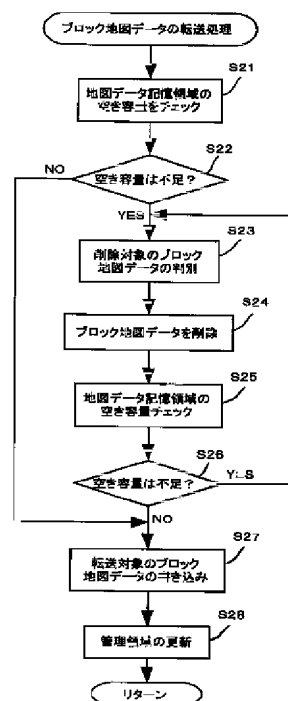 ブロック地図データの転送処理
S21
地図データ記憶領域の
空き容量をチェック
S22
NO
空き容量は不足?
YES
S23
削除対象のブロック
地図データの判別
S24
ブロック地図データを削除
S25
地図データ記憶領域の
空き容量チェック
S26
空き容量は不足?
YES
NO
S27
転送対象のブロック
地図データの書き込み
S28
管理領域の更新
リターン